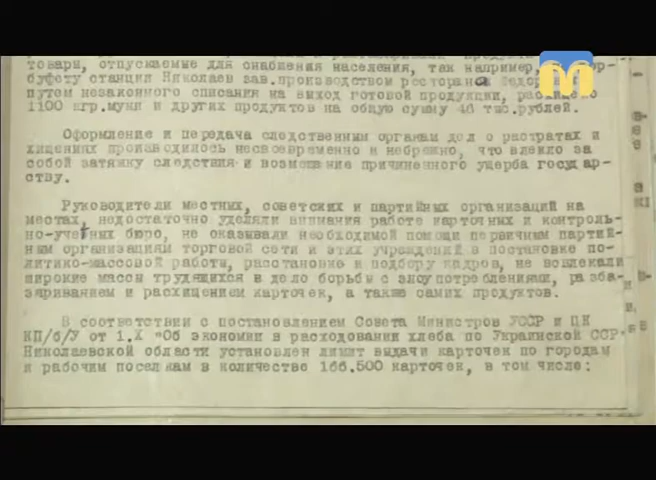 товары, отпускаемые для снабжения населения, так например,
буфету станции Николаев зав.производством ресторана
путем незаконного списания на выход готовой продукции,
1100 кгр.муки и других продуктов на общую сумму 46 тыс.рублей.
Оформление и передача следственным органам дел о растратах и
хищениях производилось несвоевременно и небрежно, что влекло за
собой затяжку следствия и возмещение причиненного ущерба государ-
ству.
Руководители местных, советских и партийных организаций на
местах, недостаточно уделяли внимания работе карточных и контроль-
но-учетных бюро, не оказывали необходимой помощи первичным партий-
ным организациям торговой сети и этих учреждений в постановке по-
литико-массовой работы, расстановке и подбору кадров, не вовлекали
широкие массы трудящихся в дело борьбы с злоупотреблениями, разба-
зариванием и расхищением карточек, а также самих продуктов.
В соответствии с постановлением Совета Министров УССР и ЦК
КП/б/У от 1.Х "Об экономии в расходовании хлеба по Украинской ССР
Николаевской области установлен лимит выдачи карточек по городам
и рабочим поселкам в количестве 166.500 карточек, в том числе: